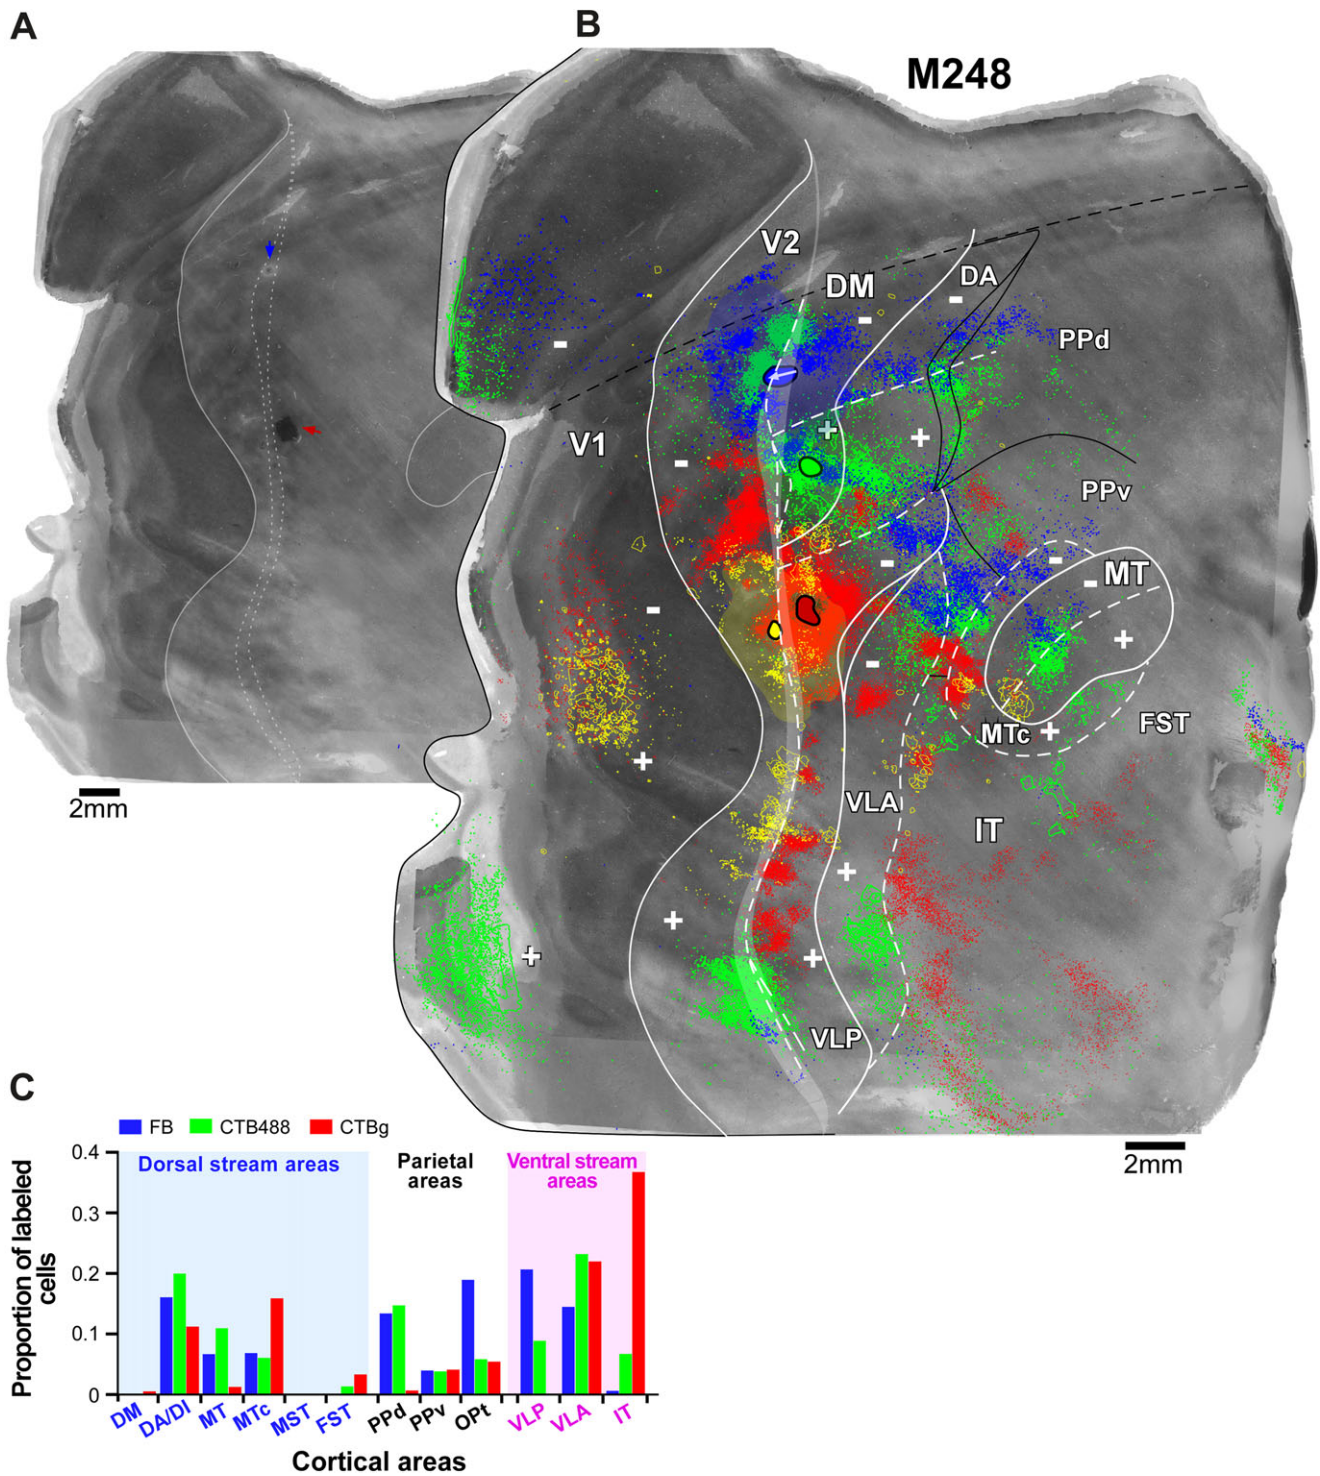 A
B
M248
V2
DM
DA
-
-
PPd
-
V1
+
+
-
PPv
-
-
-
MT
-
+
-
MTc
+
FST
+
VLA
IT
+
+
+
+
VLP
2mm
2mm
C
FB CTB488 CTBg
Dorsal stream areas
Parietal
areas
Ventral stream
areas
Proportion of labeled
cells
0.4
0.3
0.2
0.1
0
DM DA/DI MT MTc MST FST PPd PPv OPt VLP VLA IT
Cortical areas